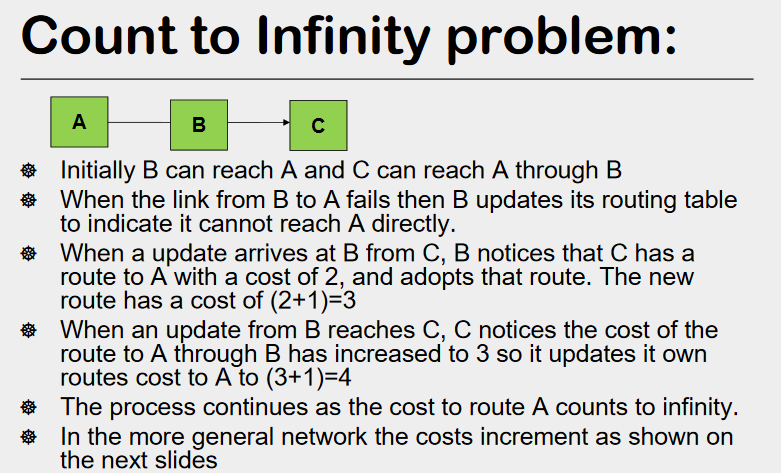 Count to Infinity problem:
A B C
Initially B can reach A and C can reach A through B
When the link from B to A fails then B updates its routing table
to indicate it cannot reach A directly.
When a update arrives at B from C, B notices that C has a
route to A with a cost of 2, and adopts that route. The new
route has a cost of (2+1)=3
When an update from B reaches C, C notices the cost of the
route to A through B has increased to 3 so it updates it own
routes cost to A to (3+1)=4
The process continues as the cost to route A counts to infinity.
In the more general network the costs increment as shown on
the next slides